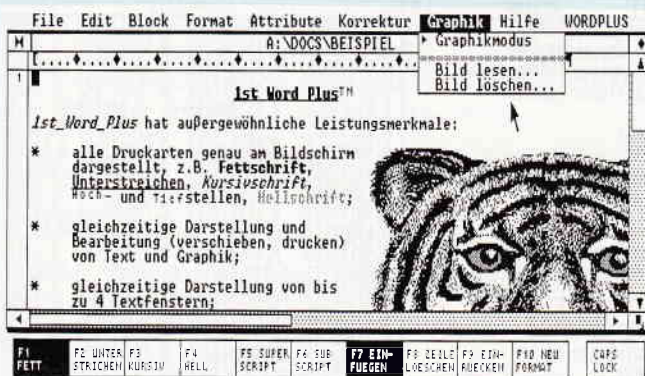 File Edit Block Format Attribute Korrektur Graphik Hilfe WORDPLUS
A:\DOCS\BEISPIEL
Graphikmodus
Bild lesen...
Bild löschen...
1
1st Word Plus™
1st_Word_Plus hat außergewöhnliche Leistungsmerkmale:
* alle Druckarten genau am Bildschirm
dargestellt, z.B. Fettschrift,
Unterstreichen, Kursivschrift,
Hoch- und Tiefstellen, Hellschrift;
* gleichzeitige Darstellung und
Bearbeitung (verschieben, drucken)
von Text und Graphik;
* gleichzeitige Darstellung von bis
zu 4 Textfenstern;
F1 F2 UNTER F3 F4 F5 SUPER F6 SUB F7 EIN- F8 ZEILE F9 EIN- F10 NEU CAPS
FETT STRICHEN KURSIV HELL SCRIPT SCRIPT FUEGEN LOESCHEN RUECKEN FORMAT LOCK